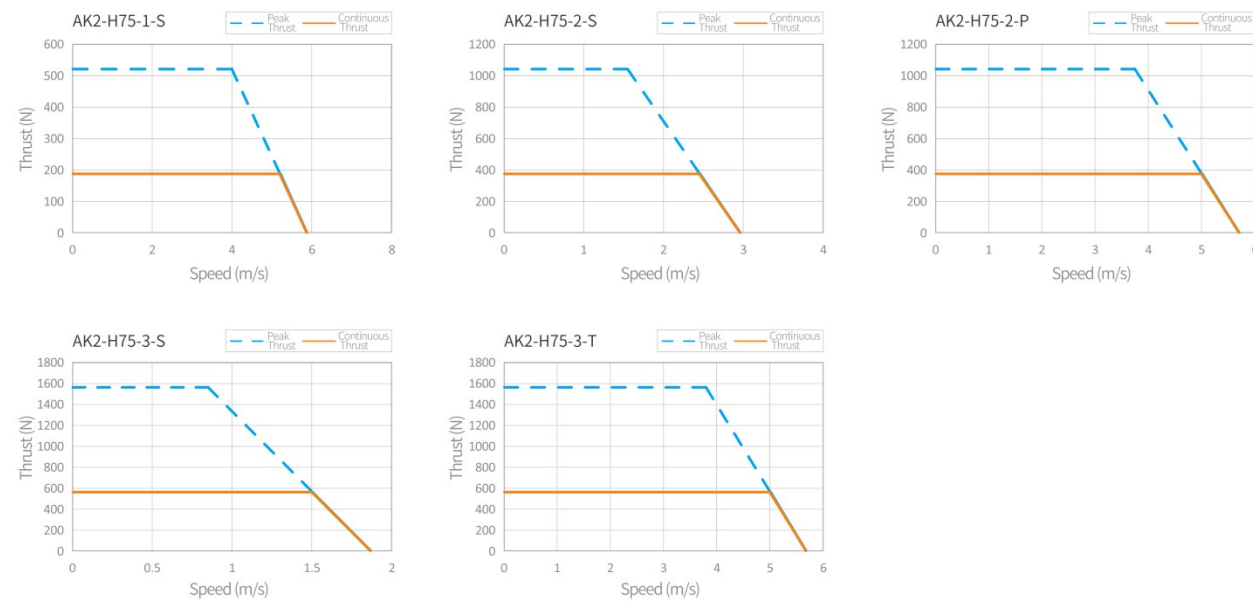 AK2-H75-1-S
Peak Thrust
Continuous Thrust
600
500
400
300
200
100
0
Thrust (N)
0 2 4 6 8
Speed (m/s)
AK2-H75-2-S
Peak Thrust
Continuous Thrust
1200
1000
800
600
400
200
0
Thrust (N)
0 1 2 3 4
Speed (m/s)
AK2-H75-2-P
Peak Thrust
Continuous Thrust
1200
1000
800
600
400
200
0
Thrust (N)
0 1 2 3 4 5
Speed (m/s)
AK2-H75-3-S
Peak Thrust
Continuous Thrust
1800
1600
1400
1200
1000
800
600
400
200
0
Thrust (N)
0 0.5 1 1.5 2
Speed (m/s)
AK2-H75-3-T
Peak Thrust
Continuous Thrust
1800
1600
1400
1200
1000
800
600
400
200
0
Thrust (N)
0 1 2 3 4 5 6
Speed (m/s)